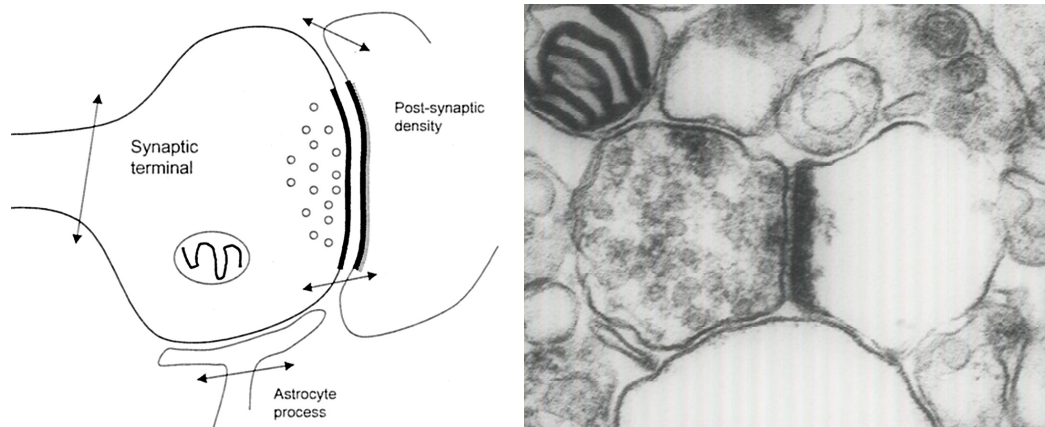 Post-synaptic
density
Synaptic
terminal
Astrocyte
process